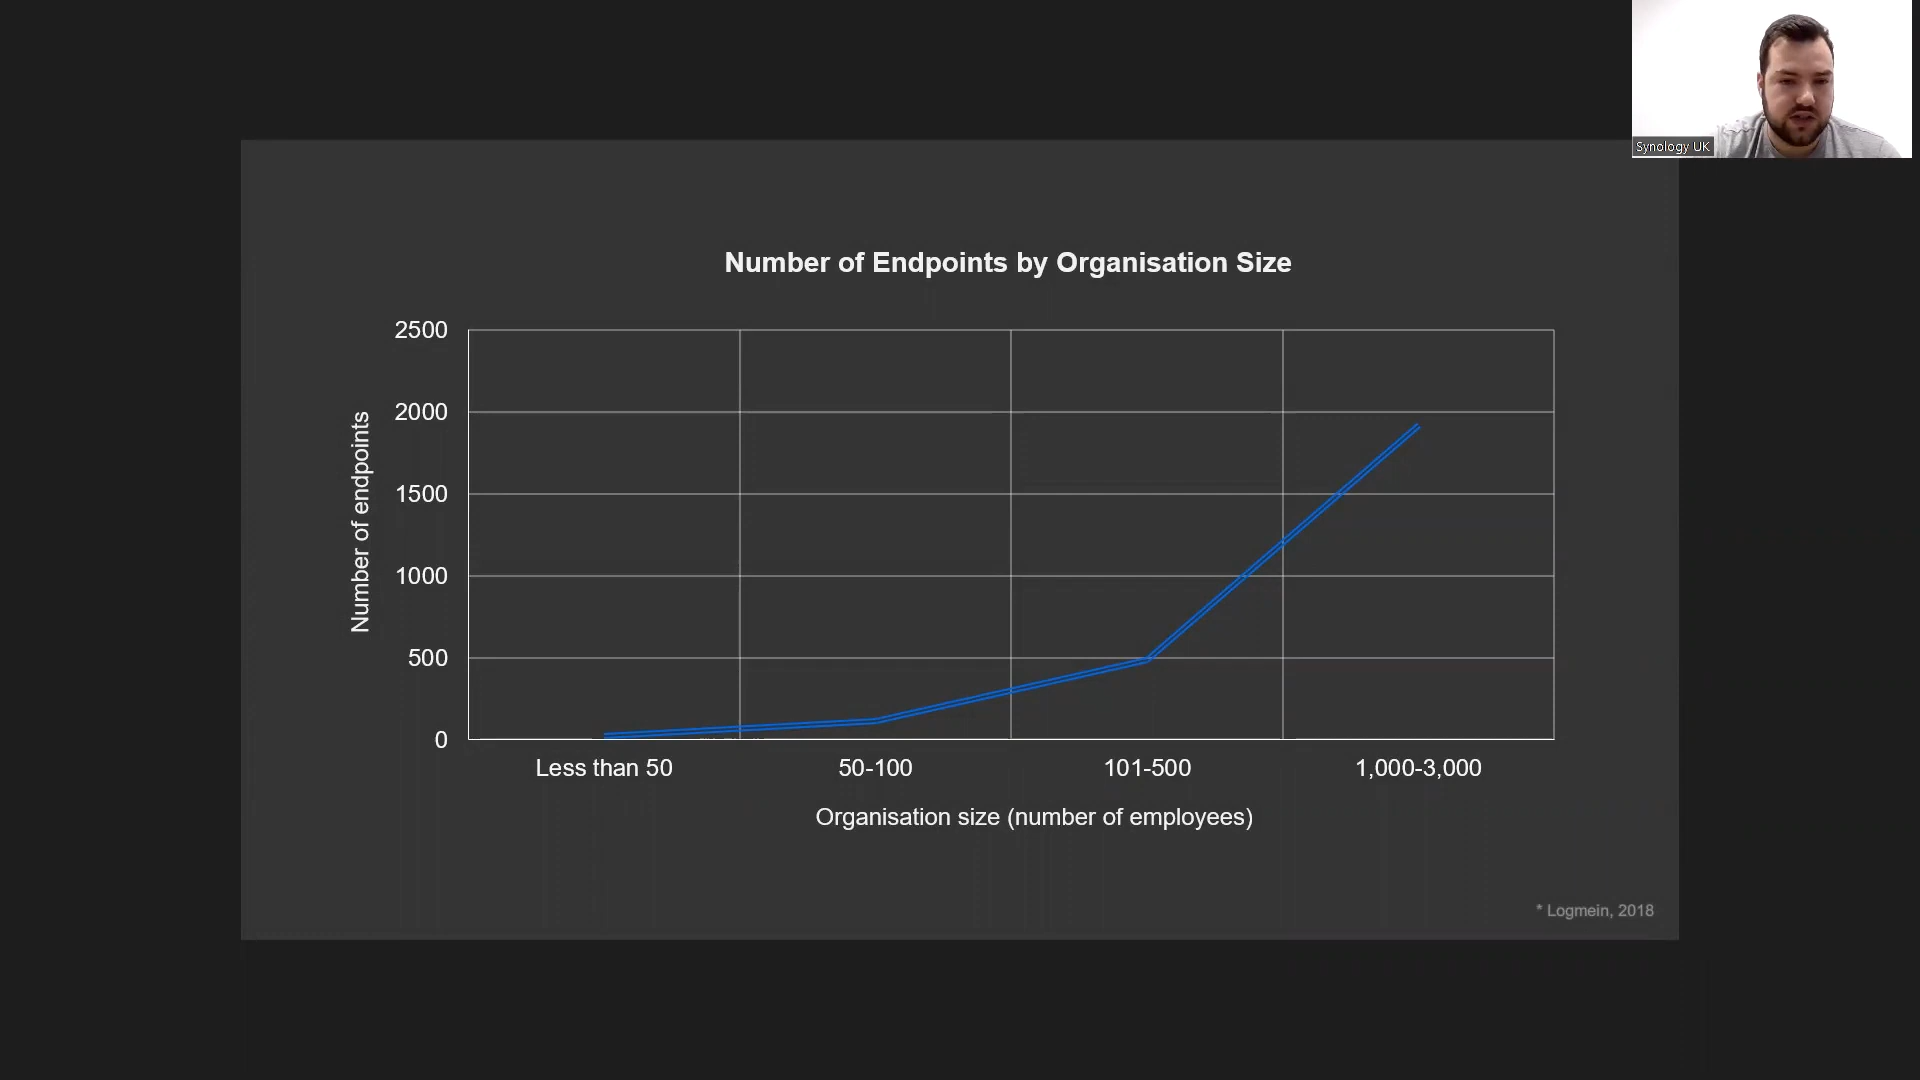 Synology UK
Number of Endpoints by Organisation Size
2500
2000
1500
1000
500
0
Number of endpoints
Less than 50
50-100
101-500
1,000-3,000
Organisation size (number of employees)
* Logmein, 2018